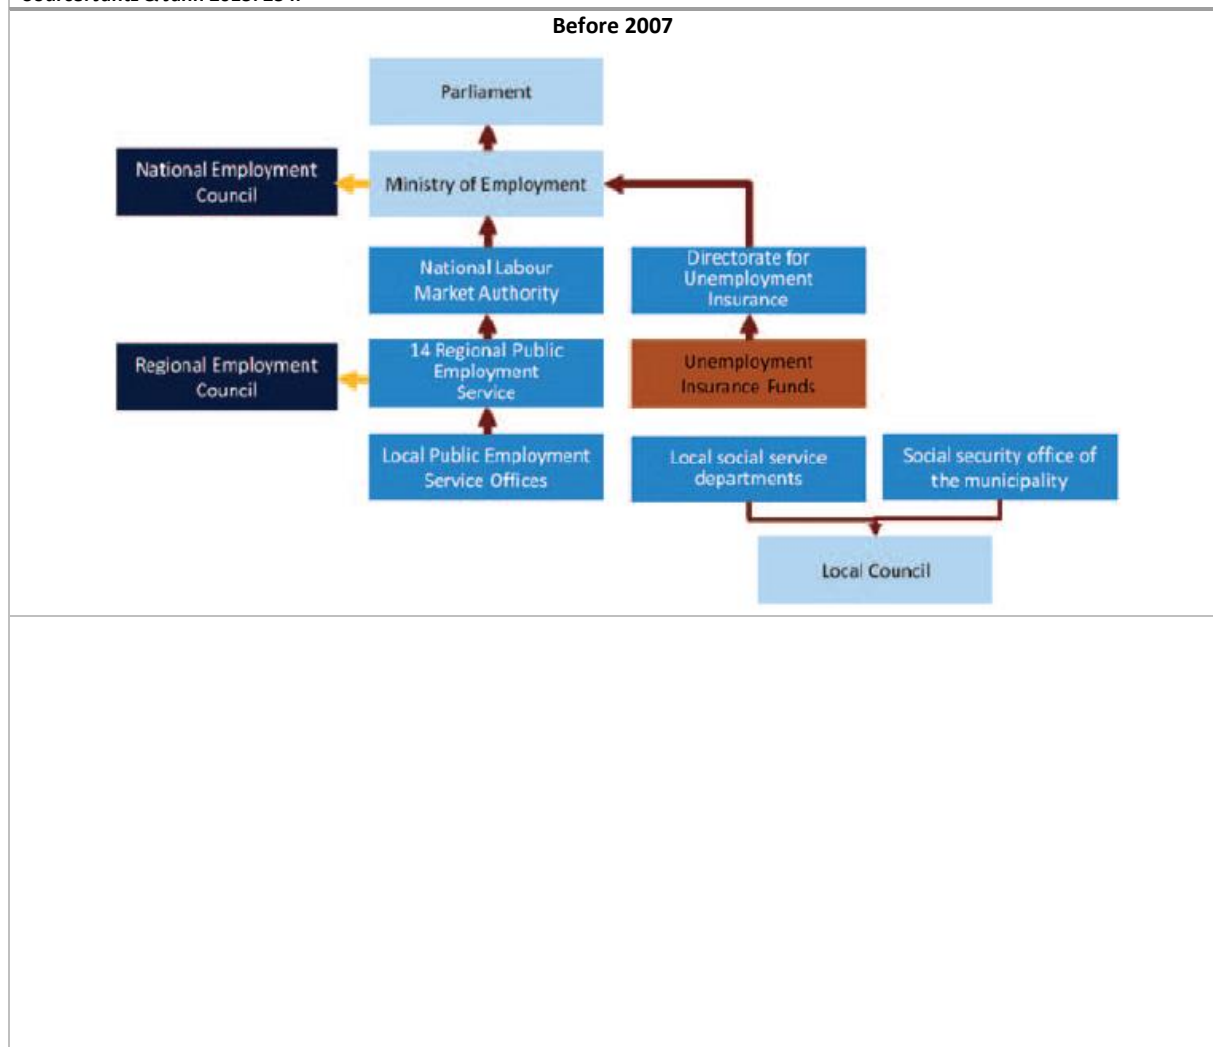 Before 2007
Parliament
National Employment
Council
Ministry of Employment
National Labour
Market Authority
Directorate for
Unemployment
Insurance
Regional Employment
Council
14 Regional Public
Employment
Service
Unemployment
Insurance Funds
Local Public Employment
Service Offices
Local social service
departments
Social security office of
the municipality
Local Council